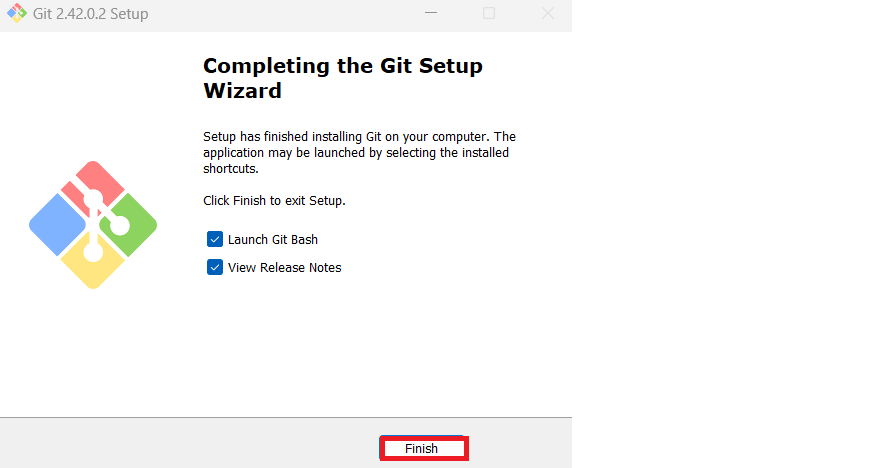 Git 2.42.0.2 Setup
Completing the Git Setup
Wizard
Setup has finished installing Git on your computer. The
application may be launched by selecting the installed
shortcuts.
Click Finish to exit Setup.
Launch Git Bash
View Release Notes
Finish